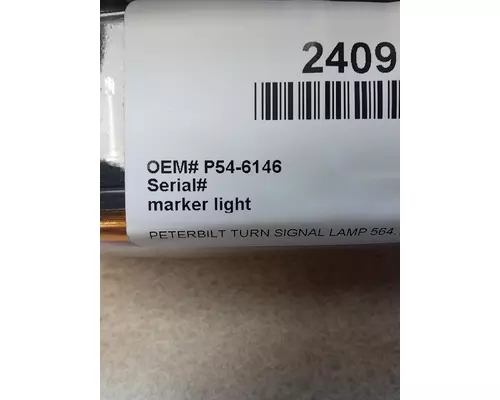 2409
OEM# P54-6146
Serial#
marker light
PETERBILT TURN SIGNAL LAMP 564.